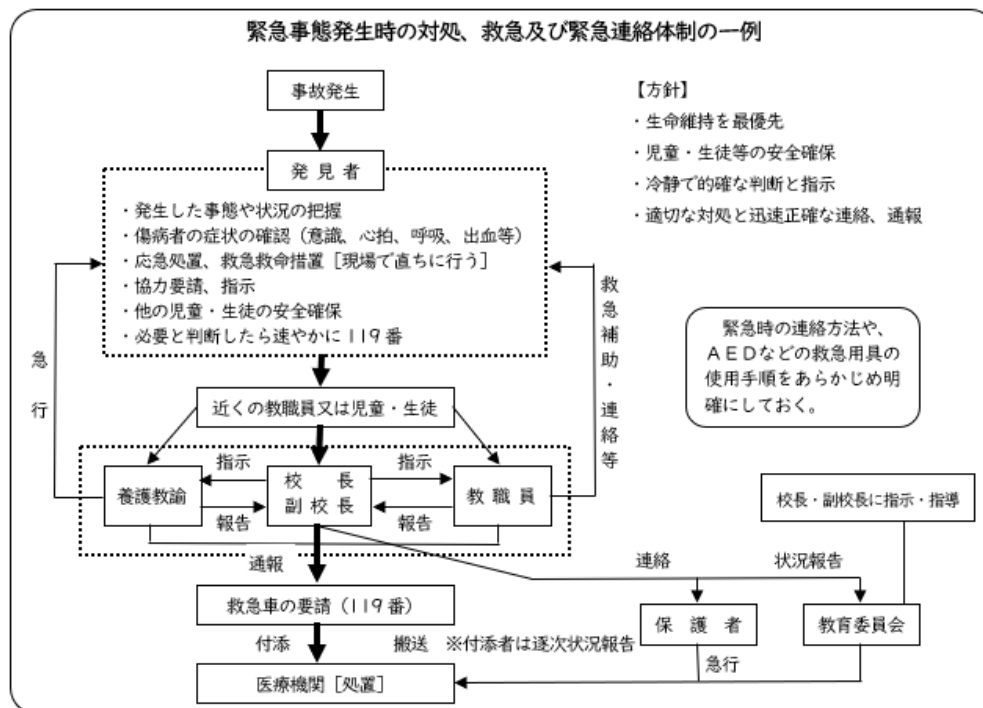 緊急事態発生時の対処、救急及び緊急連絡体制の一例
事故発生
【方針】
・生命維持を最優先
・児童・生徒等の安全確保
・冷静で的確な判断と指示
・適切な対処と迅速正確な連絡、通報
発見者
・発生した事態や状況の把握
・傷病者の症状の確認(意識、心拍、呼吸、出血等)
・応急処置、救急救命措置[現場で直ちに行う]
・協力要請、指示
・他の児童・生徒の安全確保
・必要と判断したら速やかに119番
急行
救急補助・連絡等
緊急時の連絡方法や、
AEDなどの救急用具の
使用手順をあらかじめ明
確にしておく。
近くの教職員又は児童・生徒
指示
指示
養護教諭
校長
副校長
教職員
報告
報告
校長・副校長に指示・指導
通報
連絡
状況報告
救急車の要請(119番)
保護者
教育委員会
付添
搬送 ※付添者は逐次状況報告
急行
医療機関[処置]